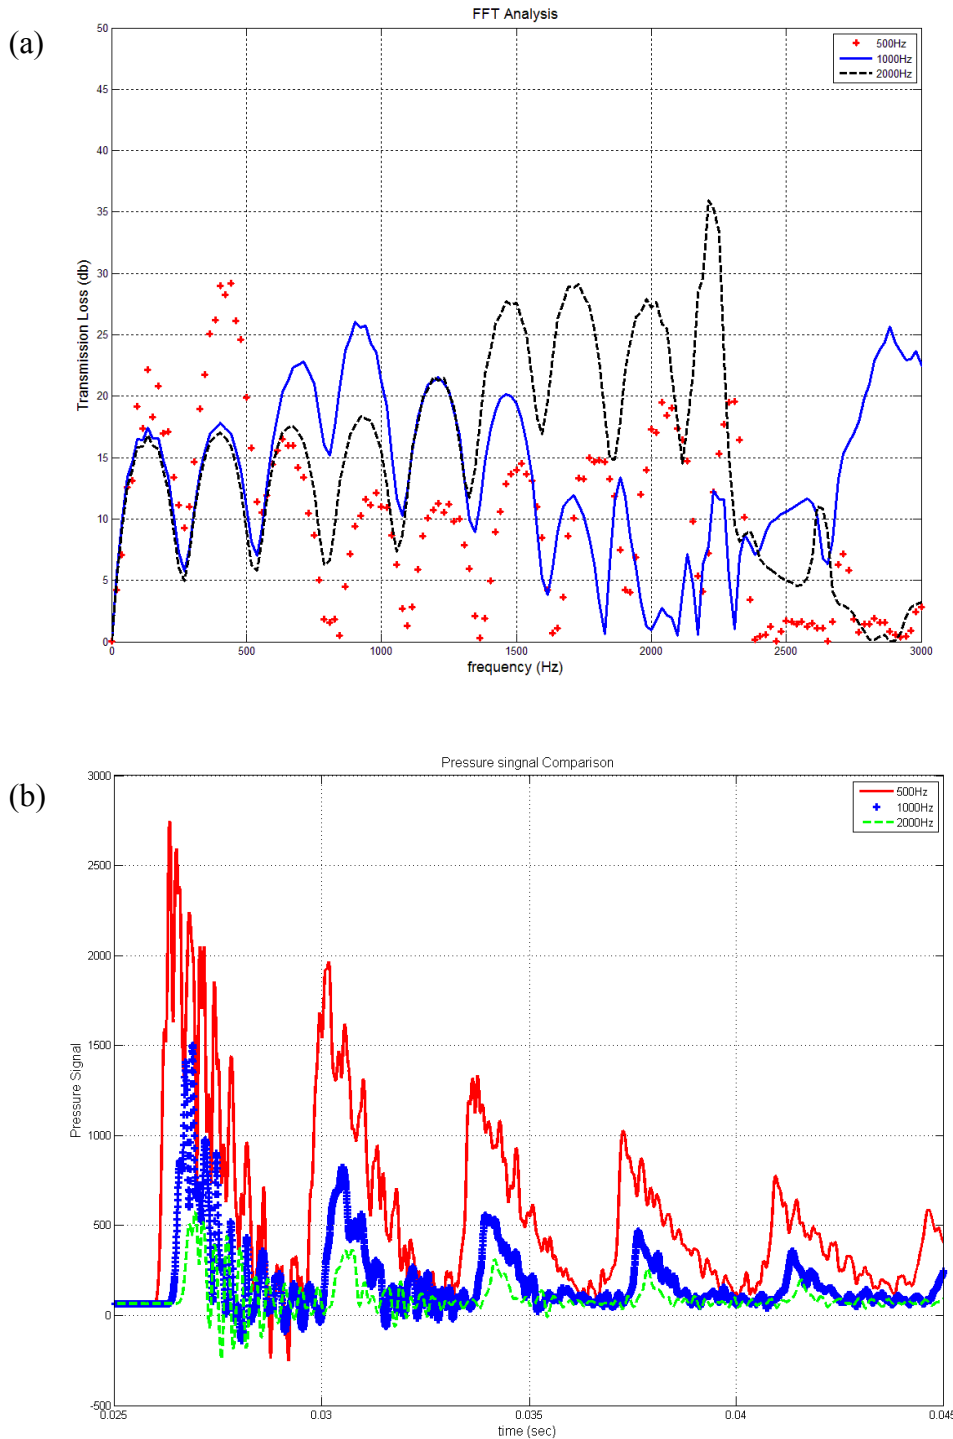 (a)
FFT Analysis
500Hz
1000Hz
2000Hz
50
45
40
35
30
25
20
15
10
5
0
Transmission Loss (db)
0 500 1000 1500 2000 2500 3000
frequency (Hz)
(b)
Pressure singnal Comparison
500Hz
1000Hz
2000Hz
3000
2500
2000
1500
1000
500
0
-500
Pressure Signal
0.025 0.03 0.035 0.04 0.045
time (sec)